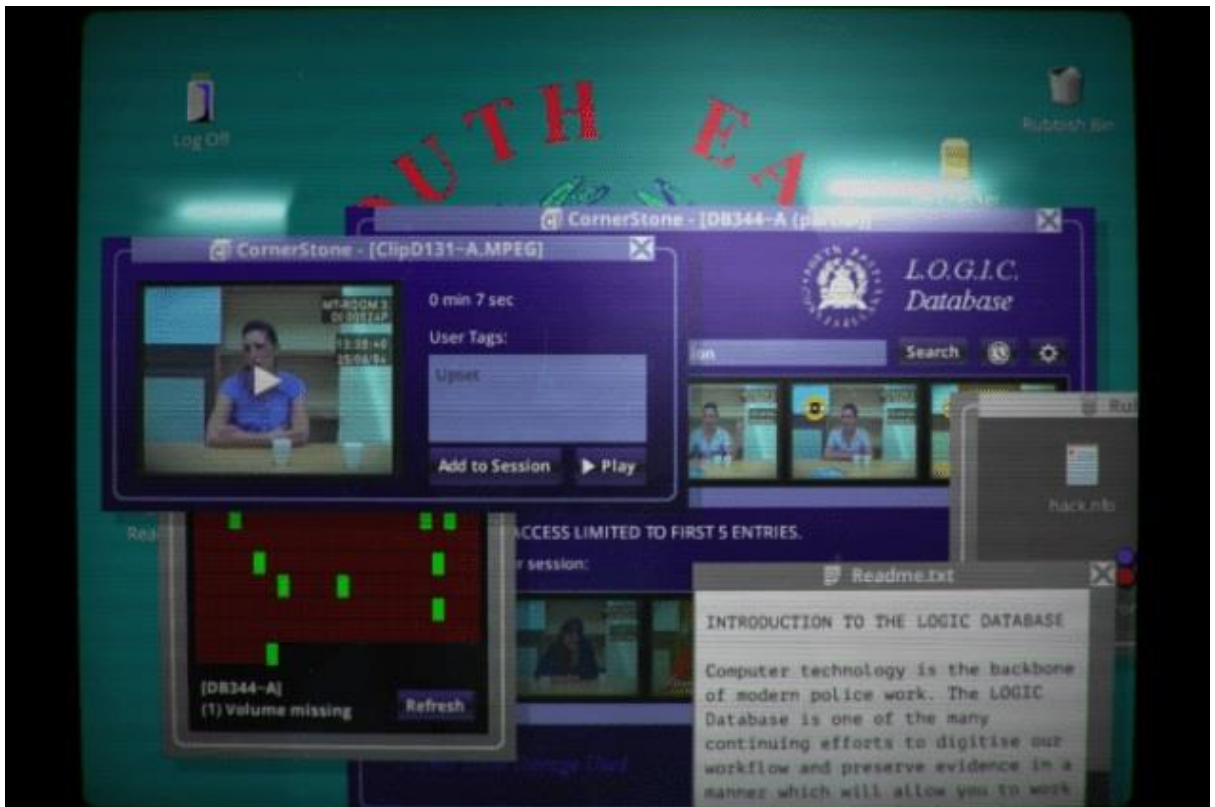 Log Off
Rubbish Bin
OUTH EA
CornerStone - [DB344-A
CornerStone - [ClipD131-A.MPEG]
L.O.G.I.C.
Database
0 min 7 sec
User Tags:
Upset
Search
Add to Session
Play
hack.nfo
ACCESS LIMITED TO FIRST 5 ENTRIES.
r session:
Readme.txt
INTRODUCTION TO THE LOGIC DATABASE
Computer technology is the backbone
of modern police work. The LOGIC
Database is one of the many
continuing efforts to digitise our
workflow and preserve evidence in a
manner which will allow you to work
[DB344-A]
(1) Volume missing
Refresh